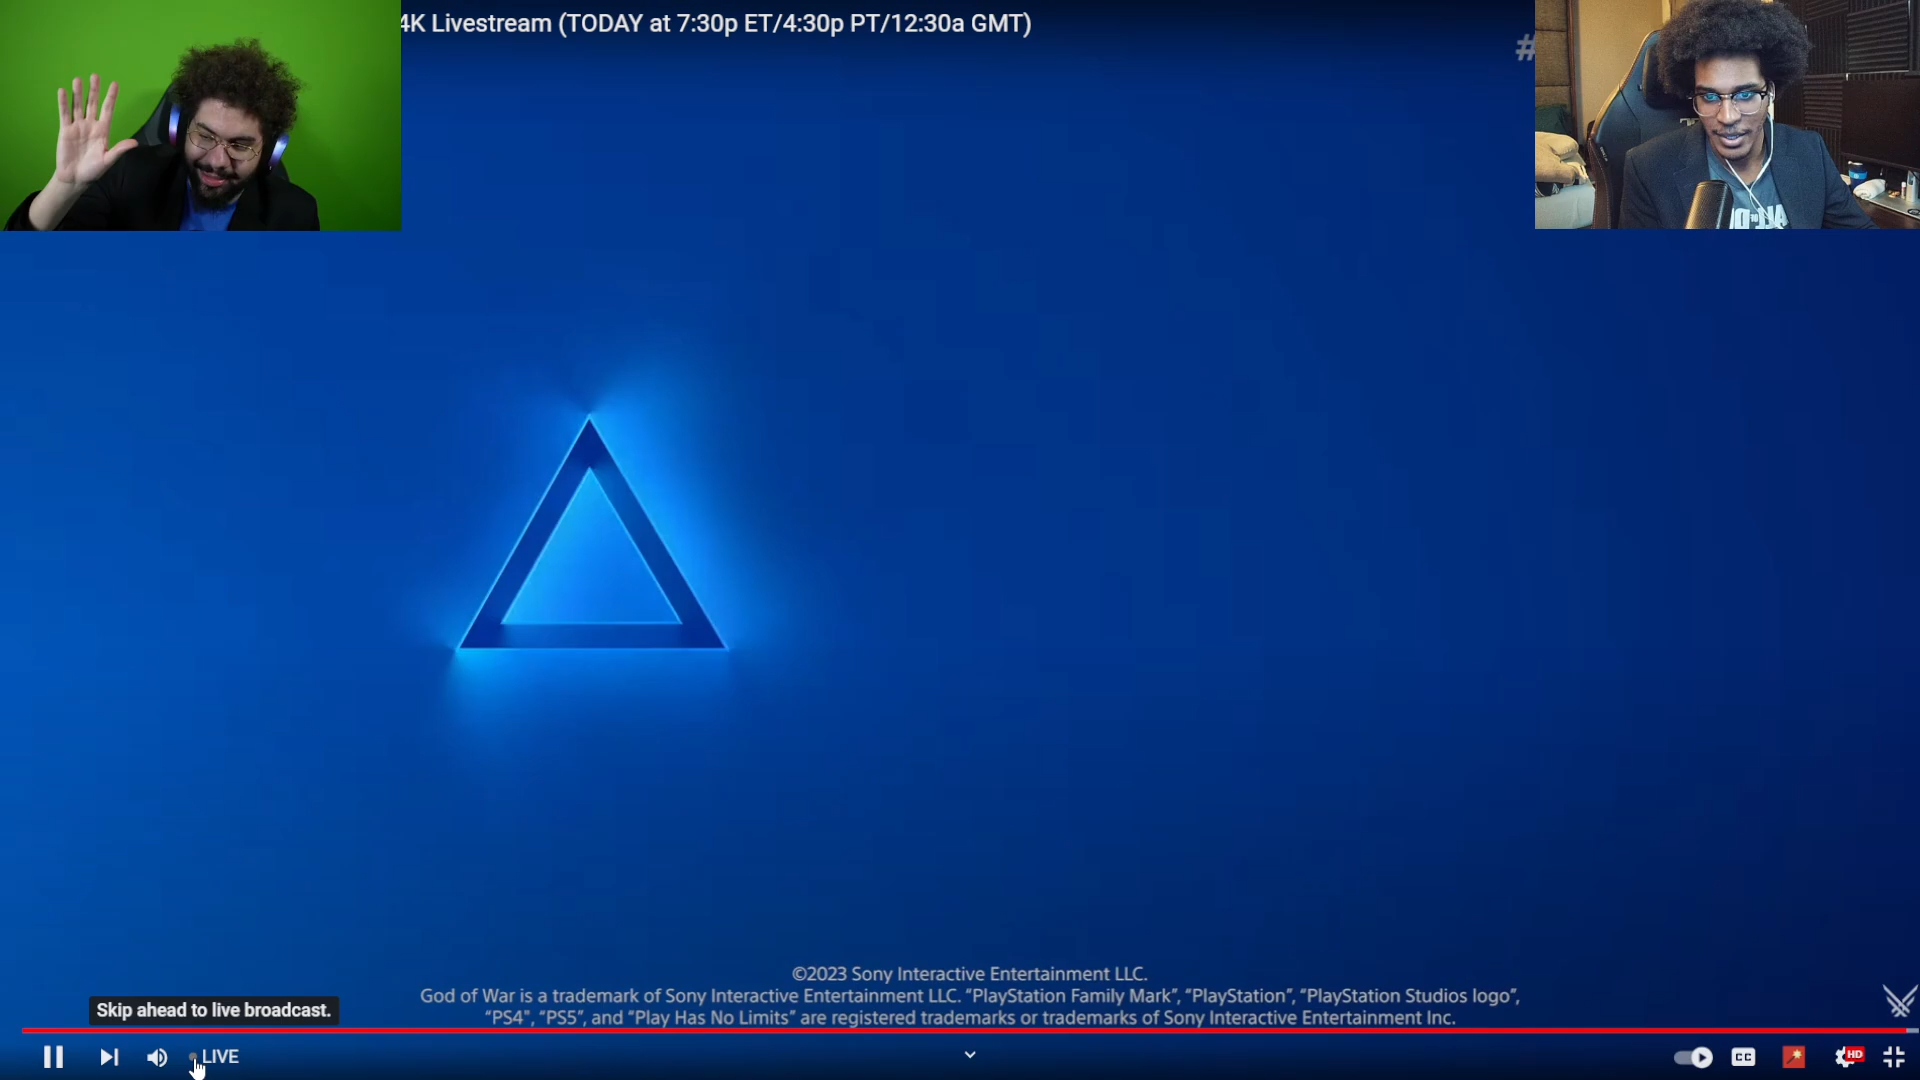 4K Livestream (TODAY at 7:30p ET/4:30p PT/12:30a GMT)
#
©2023 Sony Interactive Entertainment LLC.
God of War is a trademark of Sony Interactive Entertainment LLC. “PlayStation Family Mark”, “PlayStation”, “PlayStation Studios logo”,
“PS4”, “PS5”, and “Play Has No Limits” are registered trademarks or trademarks of Sony Interactive Entertainment Inc.
Skip ahead to live broadcast.
LIVE
CC
HD